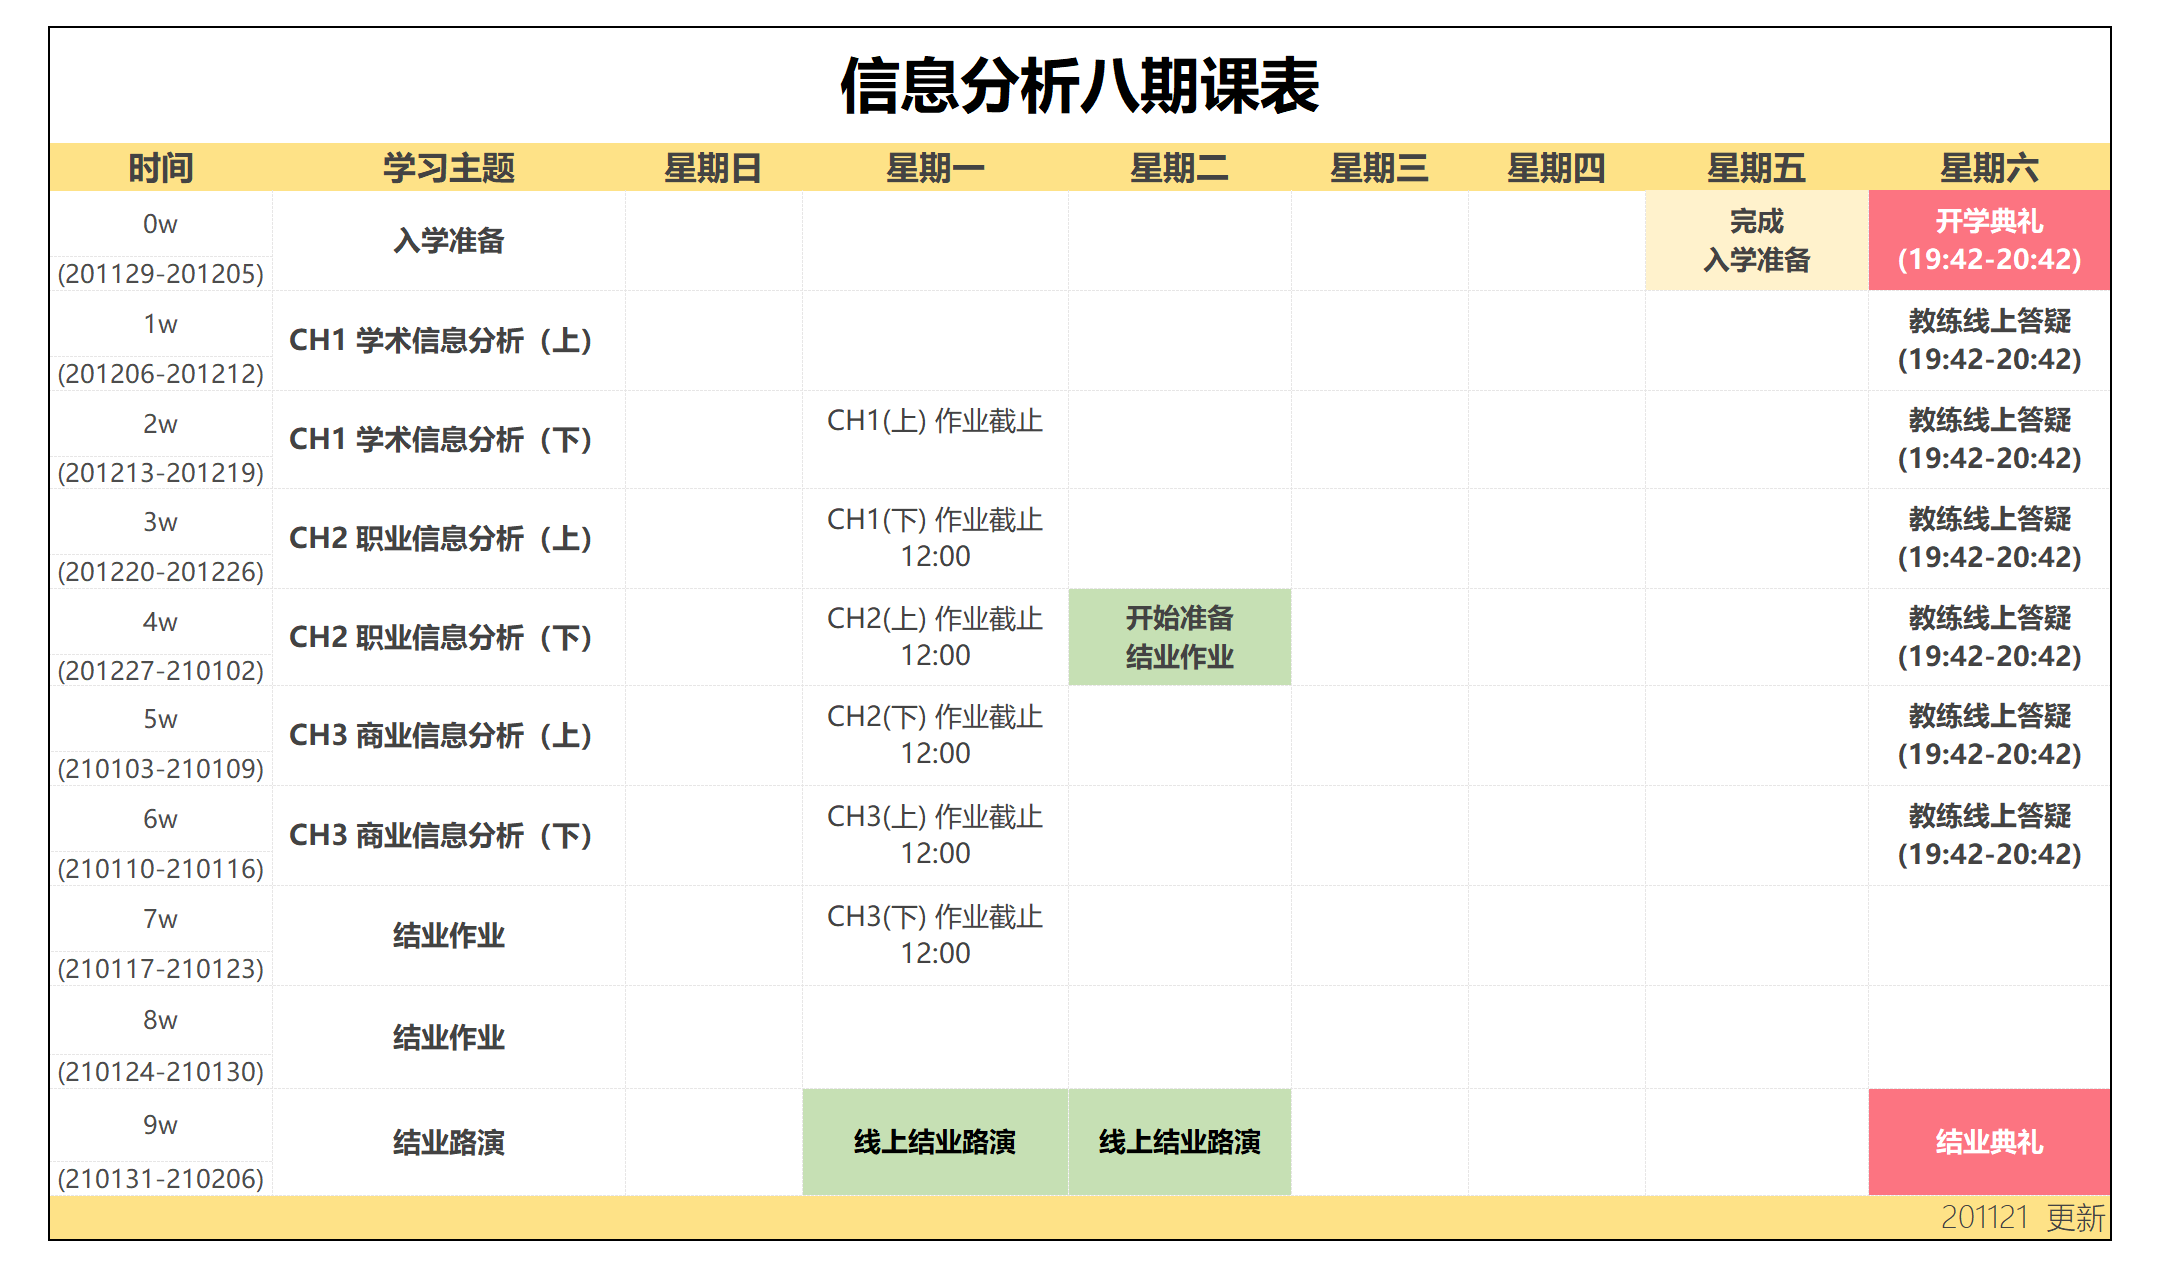 信息分析八期课表
时间 学习主题 星期日 星期一 星期二 星期三 星期四 星期五 星期六
0w
(201129-201205)
入学准备
完成
入学准备
开学典礼
(19:42-20:42)
1w
(201206-201212)
CH1 学术信息分析（上）
教练线上答疑
(19:42-20:42)
2w
(201213-201219)
CH1 学术信息分析（下）
CH1(上) 作业截止
教练线上答疑
(19:42-20:42)
3w
(201220-201226)
CH2 职业信息分析（上）
CH1(下) 作业截止
12:00
教练线上答疑
(19:42-20:42)
4w
(201227-210102)
CH2 职业信息分析（下）
CH2(上) 作业截止
12:00
开始准备
结业作业
教练线上答疑
(19:42-20:42)
5w
(210103-210109)
CH3 商业信息分析（上）
CH2(下) 作业截止
12:00
教练线上答疑
(19:42-20:42)
6w
(210110-210116)
CH3 商业信息分析（下）
CH3(上) 作业截止
12:00
教练线上答疑
(19:42-20:42)
7w
(210117-210123)
结业作业
CH3(下) 作业截止
12:00
8w
(210124-210130)
结业作业
9w
(210131-210206)
结业路演
线上结业路演
线上结业路演
结业典礼
201121 更新